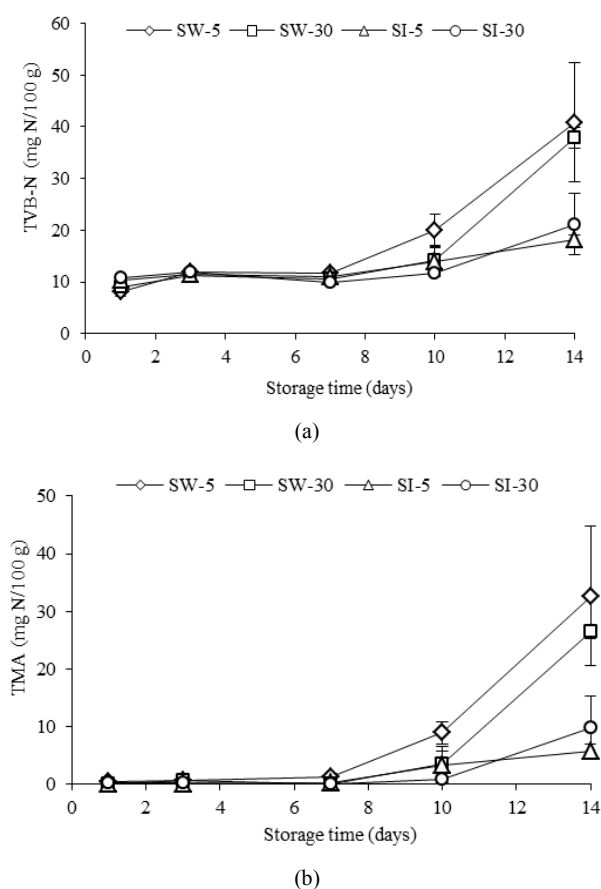 SW-5 SW-30 SI-5 SI-30
60
50
40
30
20
10
0
TVB-N (mg N/100 g)
0 2 4 6 8 10 12 14
Storage time (days)
(a)
SW-5 SW-30 SI-5 SI-30
50
40
30
20
10
0
TMA (mg N/100 g)
0 2 4 6 8 10 12 14
Storage time (days)
(b)